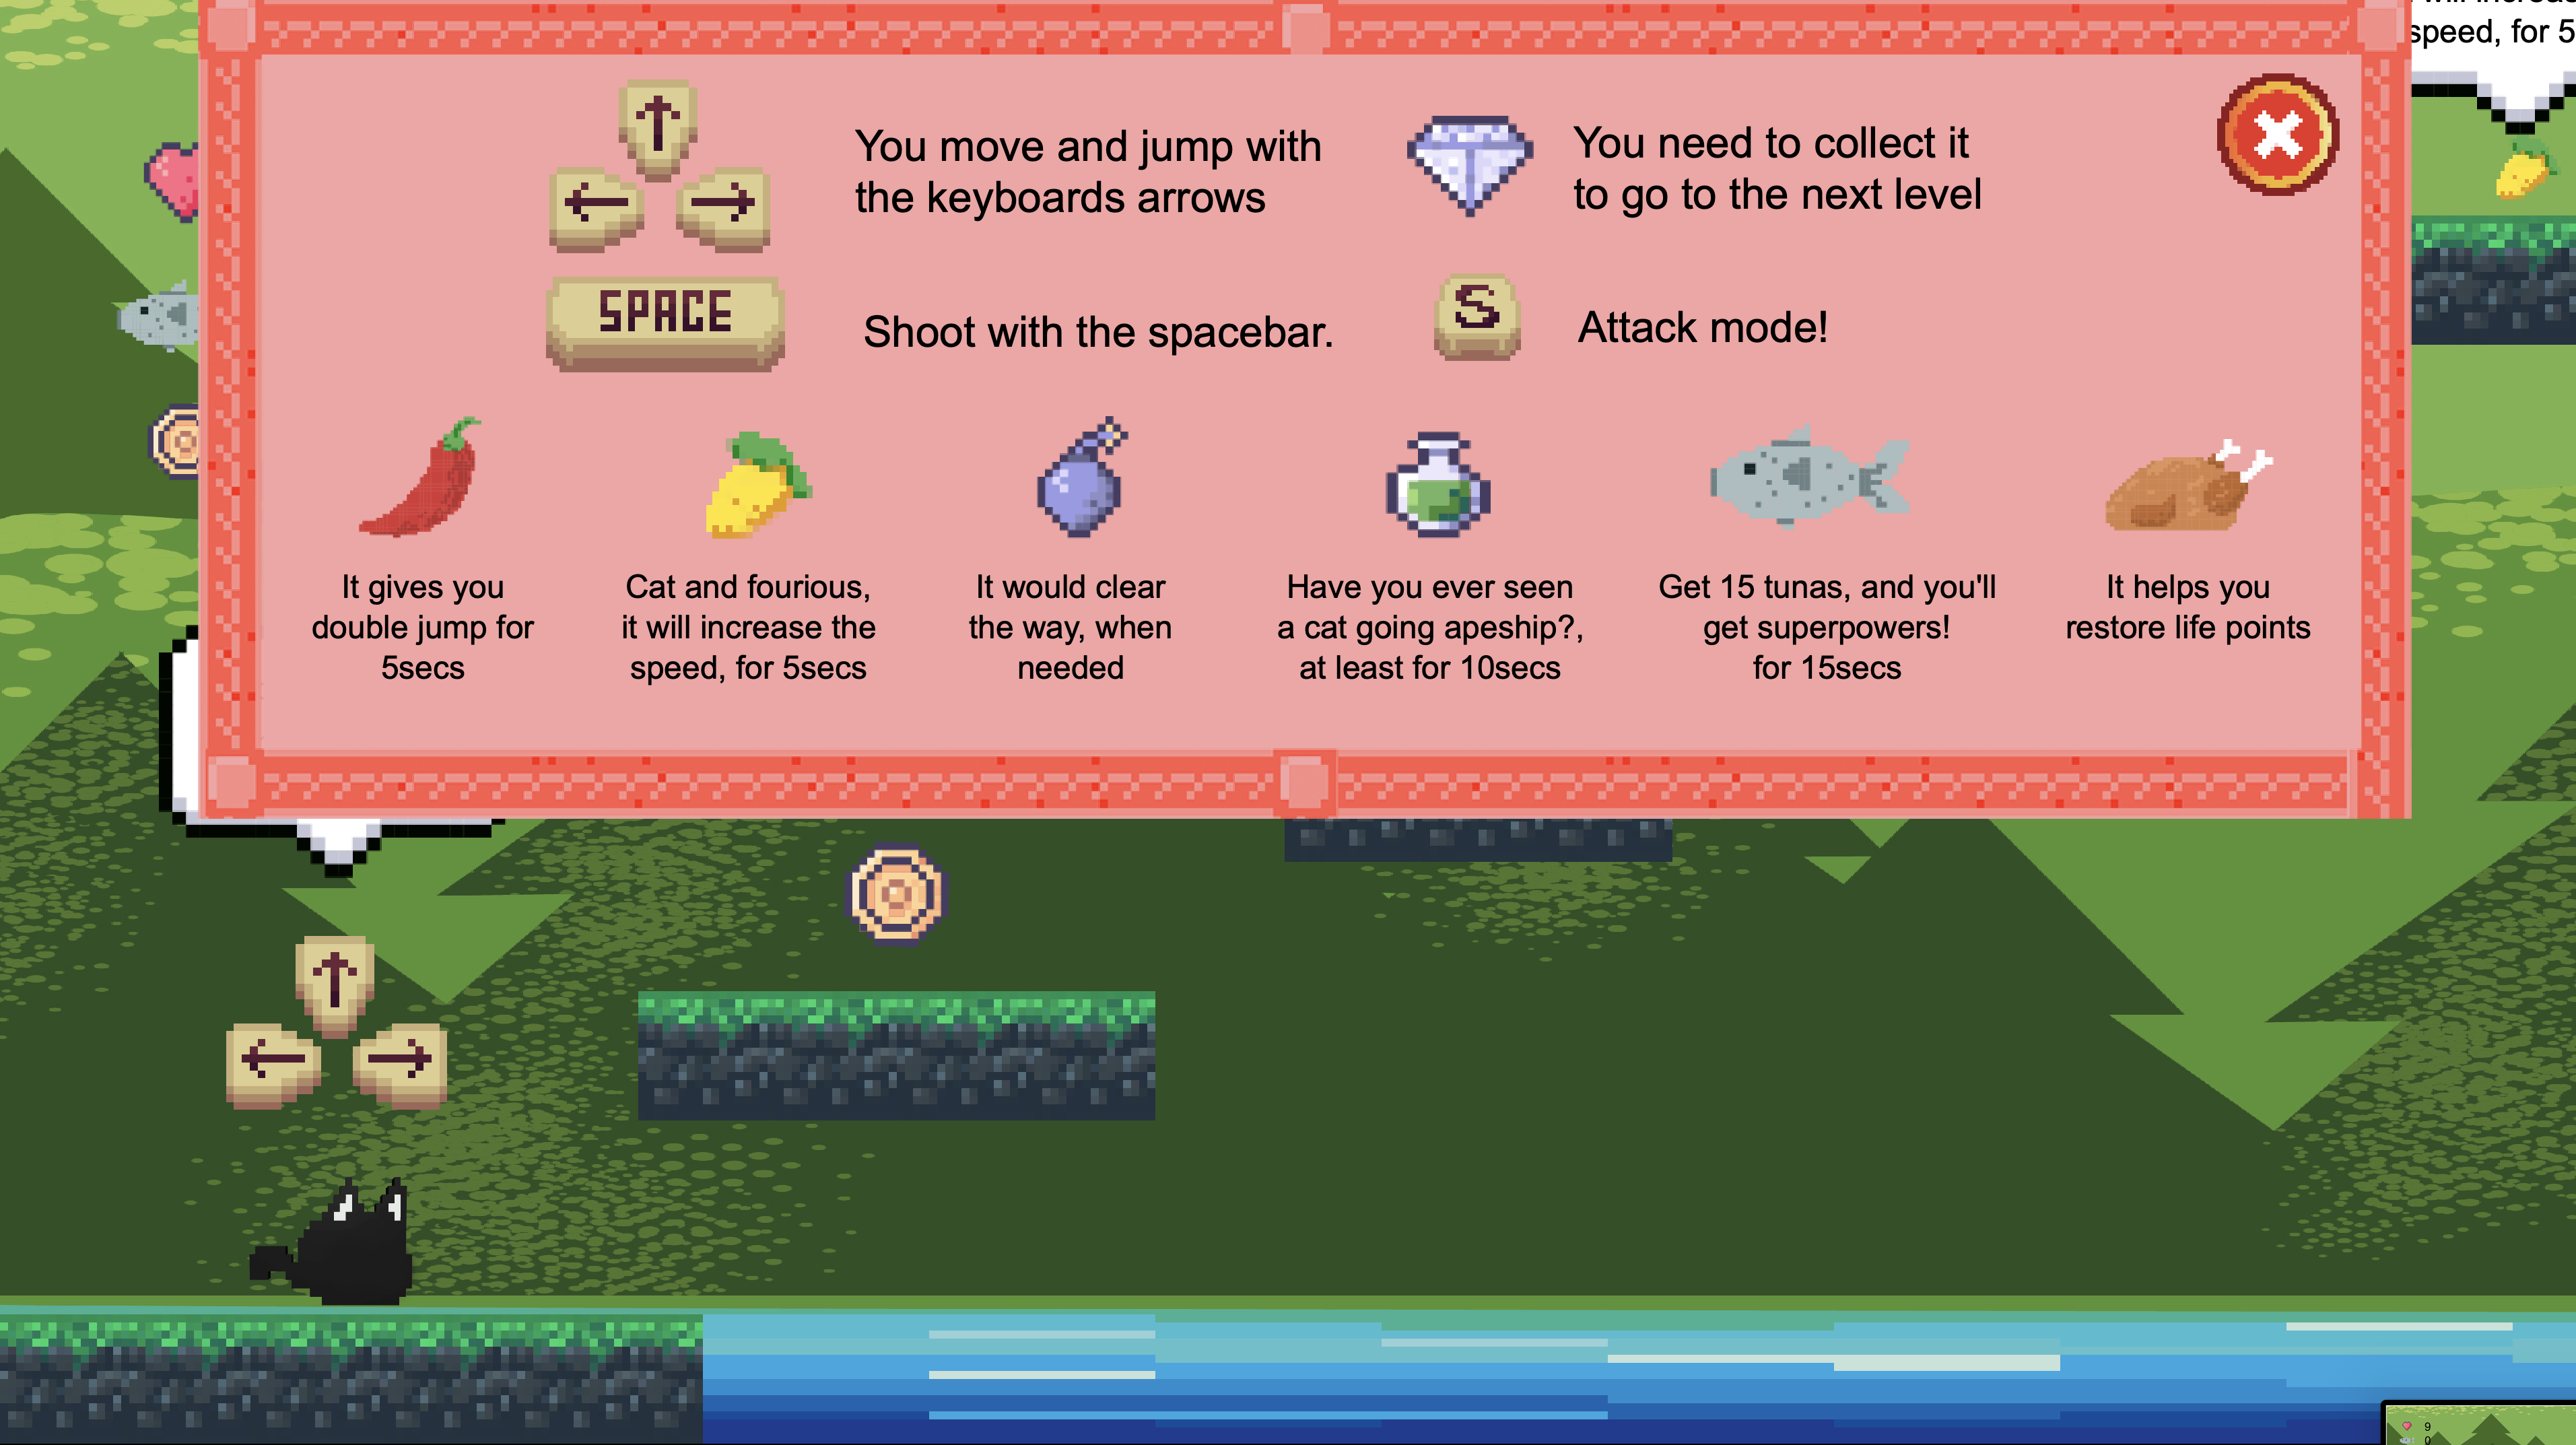 will increase
speed, for 5
You move and jump with
the keyboards arrows
You need to collect it
to go to the next level
SPACE
Shoot with the spacebar.
S
Attack mode!
It gives you
double jump for
5secs
Cat and fourious,
it will increase the
speed, for 5secs
It would clear
the way, when
needed
Have you ever seen
a cat going apeship?,
at least for 10secs
Get 15 tunas, and you'll
get superpowers!
for 15secs
It helps you
restore life points
9
0